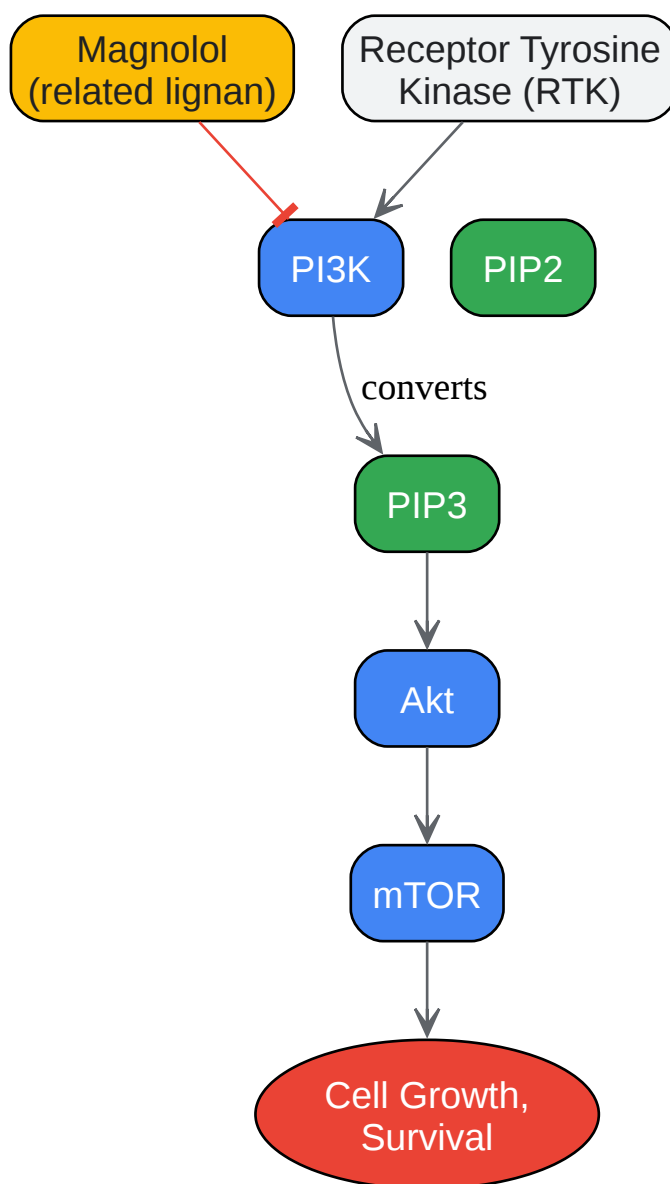 Magnolol
(related lignan)
Receptor Tyrosine
Kinase (RTK)
PI3K
PIP2
converts
PIP3
Akt
mTOR
Cell Growth,
Survival